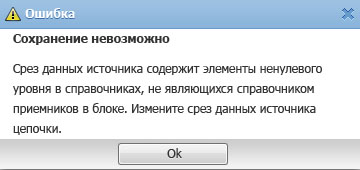 Ошибка
Сохранение невозможно
Срез данных источника содержит элементы ненулевого
уровня в справочниках, не являющихся справочником
приемников в блоке. Измените срез данных источника
цепочки.
Ok